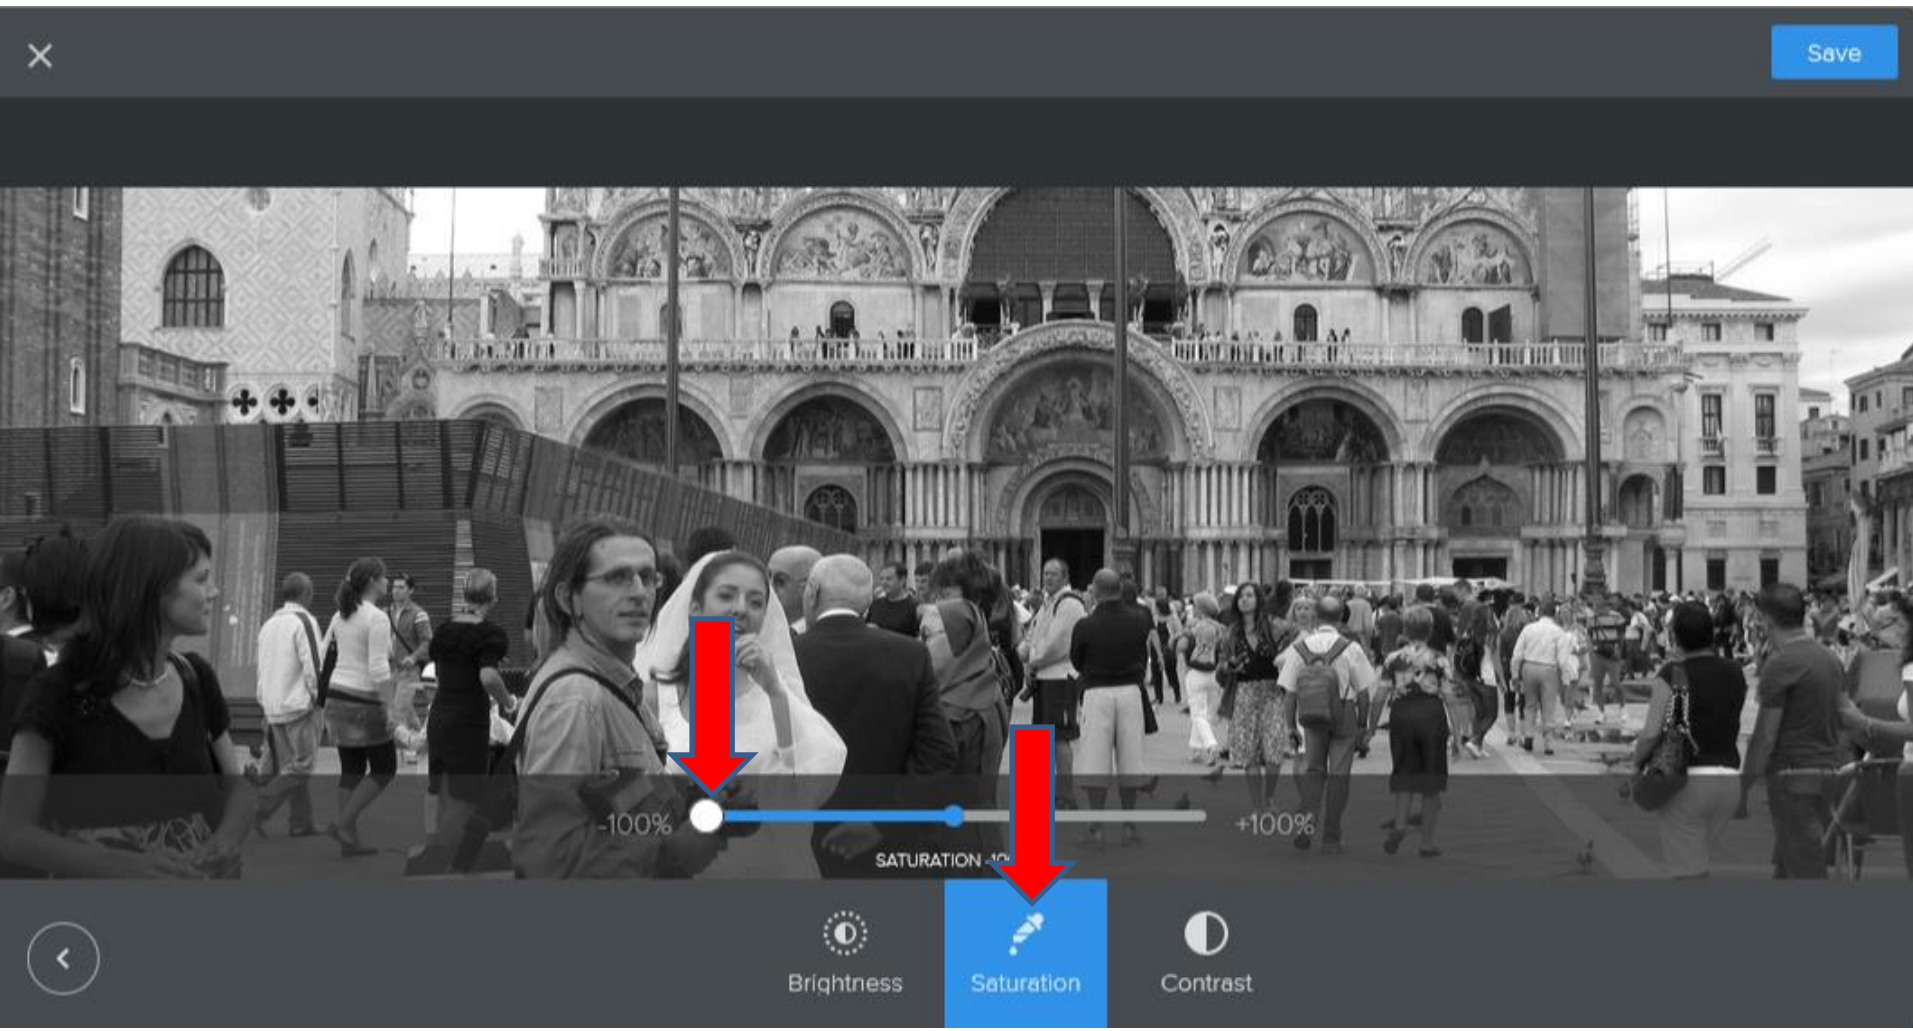 Save
-100%
+100%
SATURATION
Brightness
Saturation
Contrast